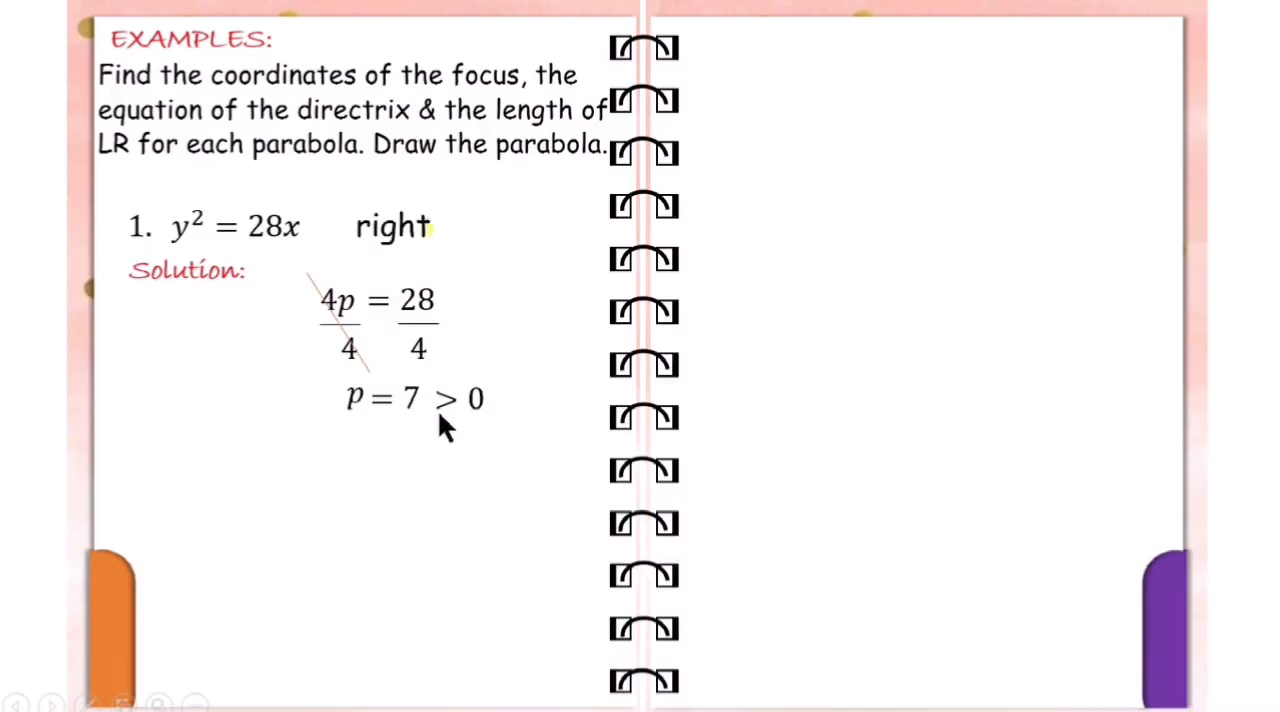 EXAMPLES:
Find the coordinates of the focus, the
equation of the directrix & the length of
LR for each parabola. Draw the parabola.
1. y² = 28x right
Solution:
4p = 28
4 4
p = 7 > 0